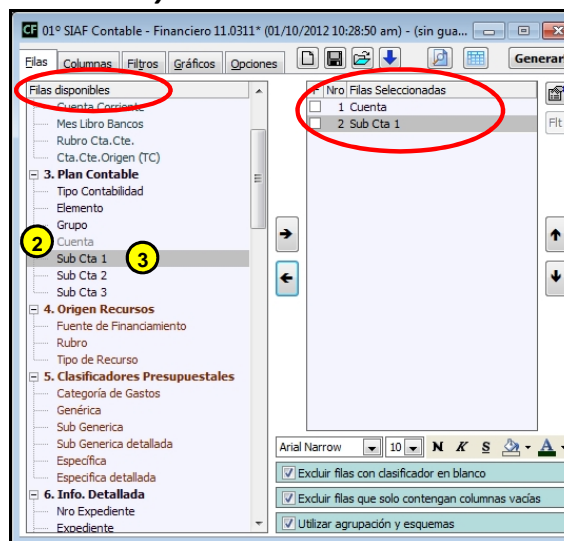 CF 01º SIAF Contable - Financiero 11.0311* (01/10/2012 10:28:50 am) - (sin gua...
Filas Columnas Filtros Gráficos Opciones Generar
Filas disponibles
Cuenta Corriente
Mes Libro Bancos
Rubro Cta.Cte.
Cta.Cte.Origen (TC)
3. Plan Contable
Tipo Contabilidad
Elemento
Grupo
2 Cuenta
Sub Cta 1 3
Sub Cta 2
Sub Cta 3
4. Origen Recursos
Fuente de Financiamiento
Rubro
Tipo de Recurso
5. Clasificadores Presupuestales
Categoría de Gastos
Genérica
Sub Generica
Sub Generica detallada
Específica
Especifica detallada
6. Info. Detallada
Nro Expediente
Expediente
F Nro Filas Seleccionadas
1 Cuenta
2 Sub Cta 1
Flt
Arial Narrow 10 N K S A
Excluir filas con clasificador en blanco
Excluir filas que solo contengan columnas vacías
Utilizar agrupación y esquemas